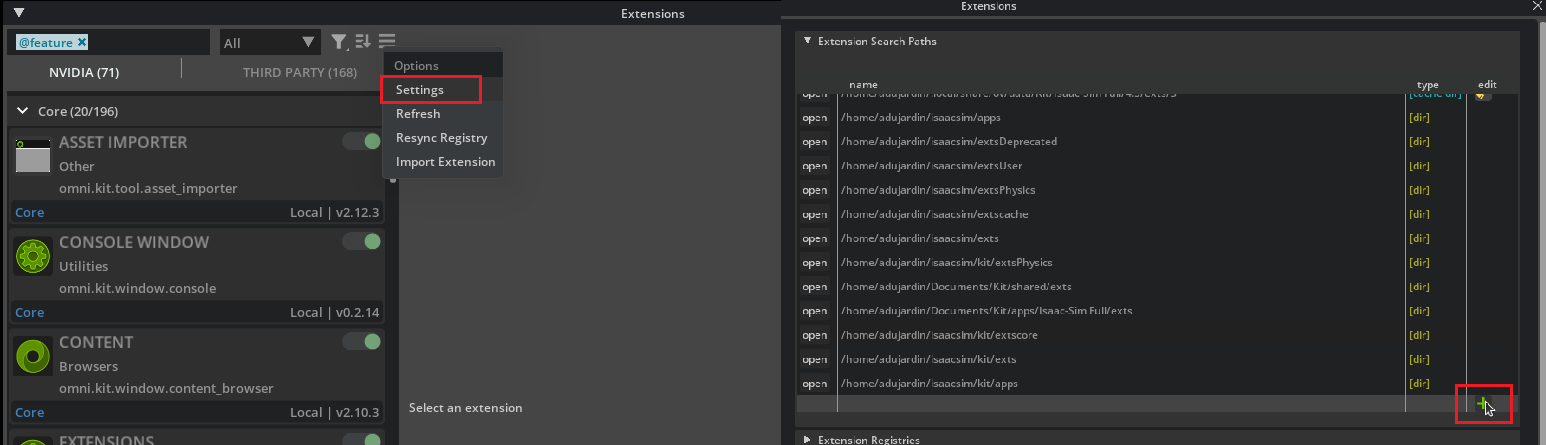 Extensions
@feature
All
NVIDIA (71)
THIRD PARTY (168)
Options
Settings
Refresh
Resync Registry
Import Extension
Core (20/196)
ASSET IMPORTER
Other
omni.kit.tool.asset_importer
Core Local | v2.12.3
CONSOLE WINDOW
Utilities
omni.kit.window.console
Core Local | v0.2.14
CONTENT
Browsers
omni.kit.window.content_browser
Core Local | v2.10.3
EXTENSIONS
Select an extension
Extensions
Extension Search Paths
name type edit
[cache dir]
open /home/adujardin/isaacsim/apps [dir]
open /home/adujardin/isaacsim/extsDeprecated [dir]
open /home/adujardin/isaacsim/extsUser [dir]
open /home/adujardin/isaacsim/extsPhysics [dir]
open /home/adujardin/isaacsim/extscache [dir]
open /home/adujardin/isaacsim/exts [dir]
open /home/adujardin/isaacsim/kit/extsPhysics [dir]
open /home/adujardin/Documents/Kit/shared/exts [dir]
open /home/adujardin/Documents/Kit/apps/Isaac-Sim Full/exts [dir]
open /home/adujardin/isaacsim/kit/extscore [dir]
open /home/adujardin/isaacsim/kit/exts [dir]
open /home/adujardin/isaacsim/kit/apps [dir]
Extension Registries